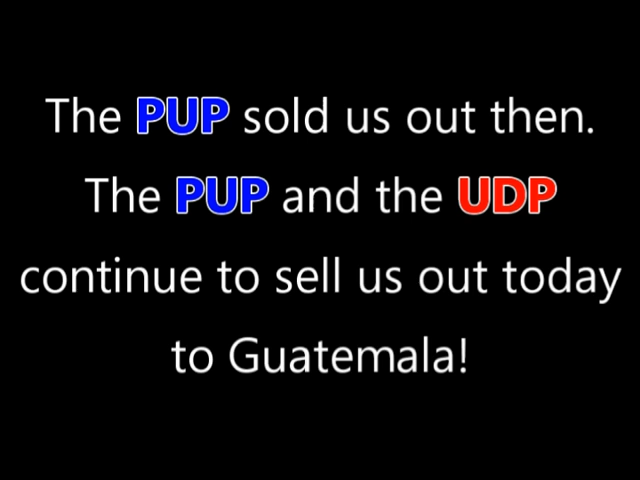 The PUP sold us out then.
The PUP and the UDP
continue to sell us out today
to Guatemala!